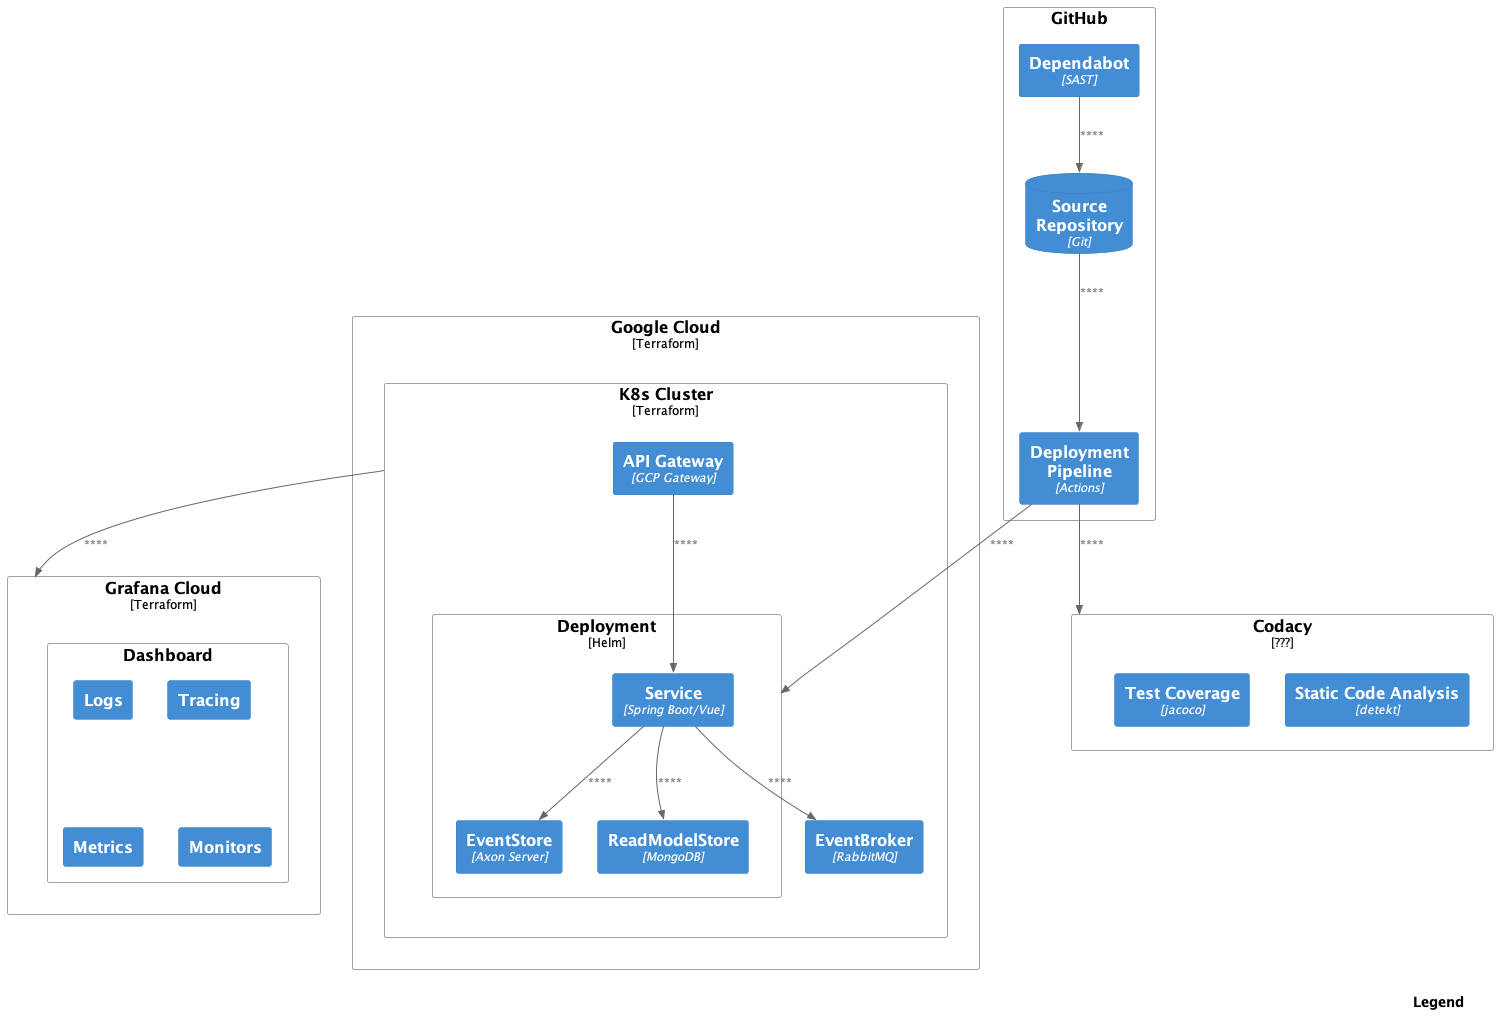 GitHub
Dependabot
[SAST]
****
Source
Repository
[Git]
****
Google Cloud
[Terraform]
K8s Cluster
[Terraform]
API Gateway
[GCP Gateway]
Deployment
Pipeline
[Actions]
****
****
****
****
Grafana Cloud
[Terraform]
Dashboard
Logs
Tracing
Metrics
Monitors
Deployment
[Helm]
Service
[Spring Boot/Vue]
****
****
****
EventStore
[Axon Server]
ReadModelStore
[MongoDB]
EventBroker
[RabbitMQ]
Codacy
[???]
Test Coverage
[jacoco]
Static Code Analysis
[detekt]
Legend